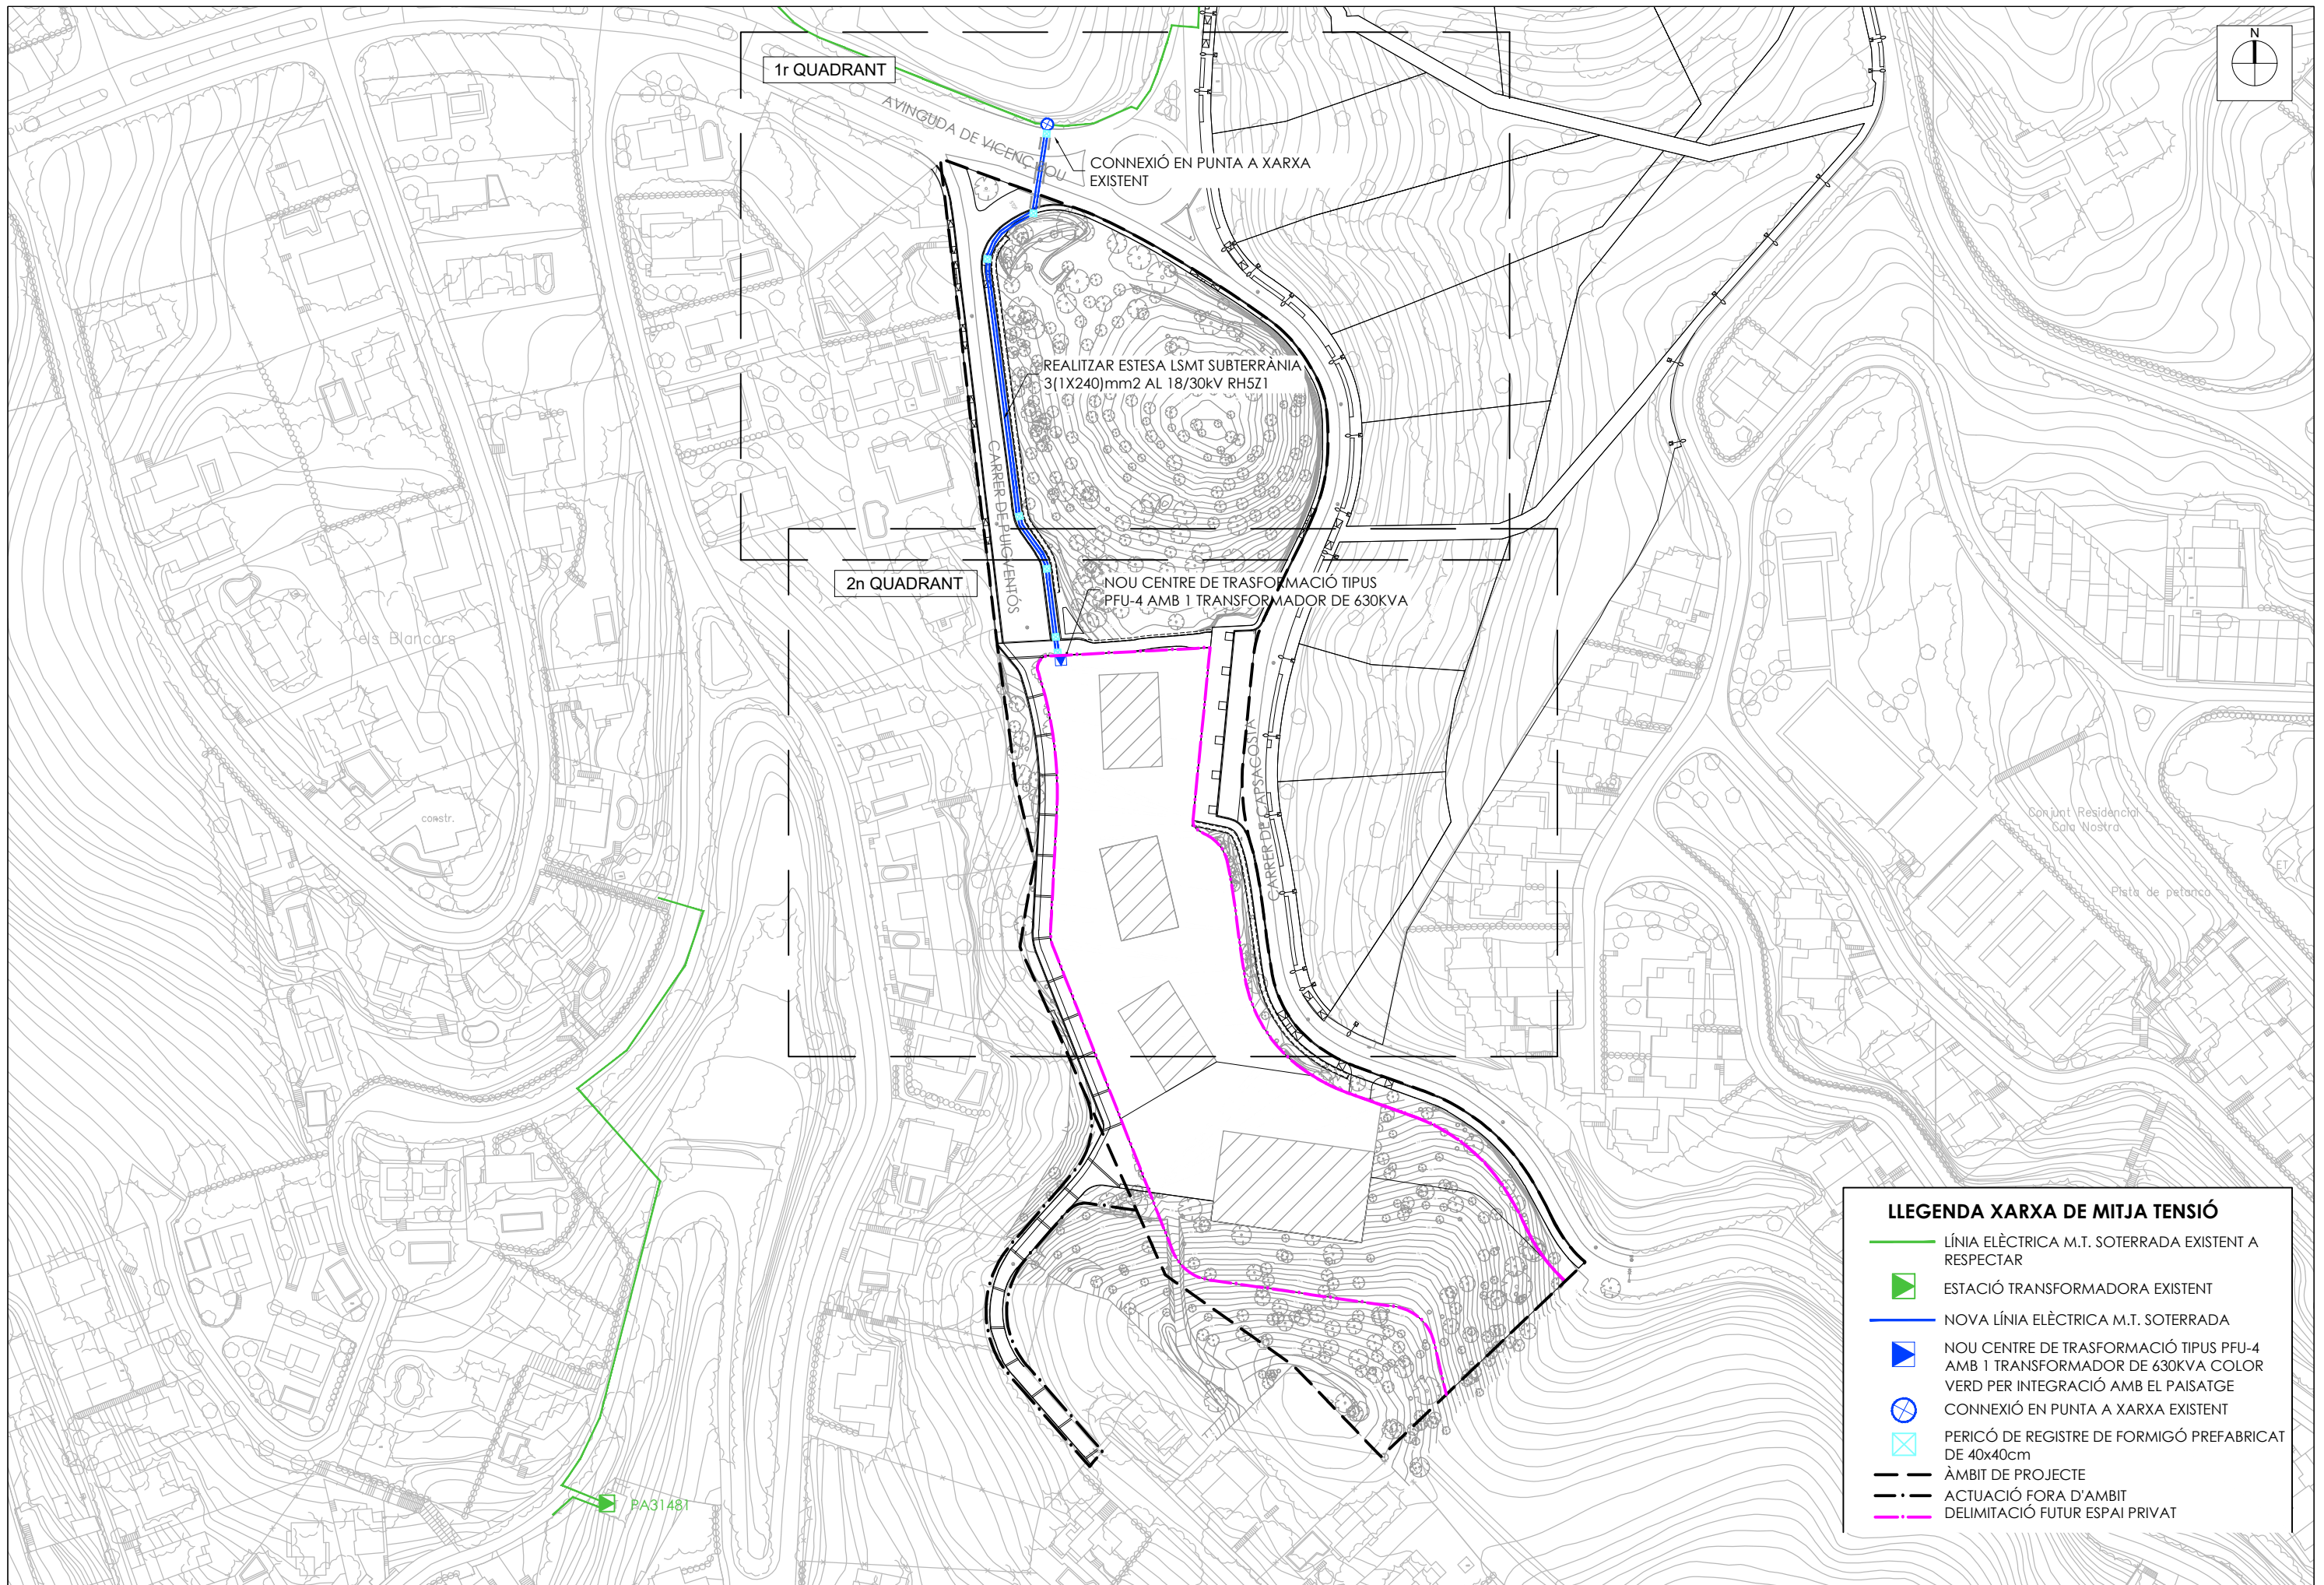 N
1r QUADRANT
AVINGUDA DE VICENÇ BOU
CONNEXIÓ EN PUNTA A XARXA
EXISTENT
REALITZAR ESTESA LSMT SUBTERRÀNIA
3(1X240)mm2 AL 18/30kV RH5Z1
CARRER DE PUIGVENTÓS
2n QUADRANT
NOU CENTRE DE TRASFORMACIÓ TIPUS
PFU-4 AMB 1 TRANSFORMADOR DE 630KVA
els Blancars
constr.
CARRER DE CAPSACOSTA
Conjunt Residencial
Cala Nostra
ET
Pista de petanca
PA31481
LLEGENDA XARXA DE MITJA TENSIÓ
LÍNIA ELÈCTRICA M.T. SOTERRADA EXISTENT A
RESPECTAR
ESTACIÓ TRANSFORMADORA EXISTENT
NOVA LÍNIA ELÈCTRICA M.T. SOTERRADA
NOU CENTRE DE TRASFORMACIÓ TIPUS PFU-4
AMB 1 TRANSFORMADOR DE 630KVA COLOR
VERD PER INTEGRACIÓ AMB EL PAISATGE
CONNEXIÓ EN PUNTA A XARXA EXISTENT
PERICÓ DE REGISTRE DE FORMIGÓ PREFABRICAT
DE 40x40cm
ÀMBIT DE PROJECTE
ACTUACIÓ FORA D'AMBIT
DELIMITACIÓ FUTUR ESPAI PRIVAT